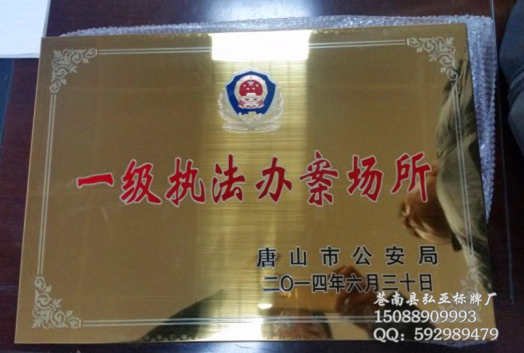 一级执法办案场所
唐山市公安局
二〇一四年六月三十日
苍南县弘亚标牌厂
15088909993
QQ：592989479